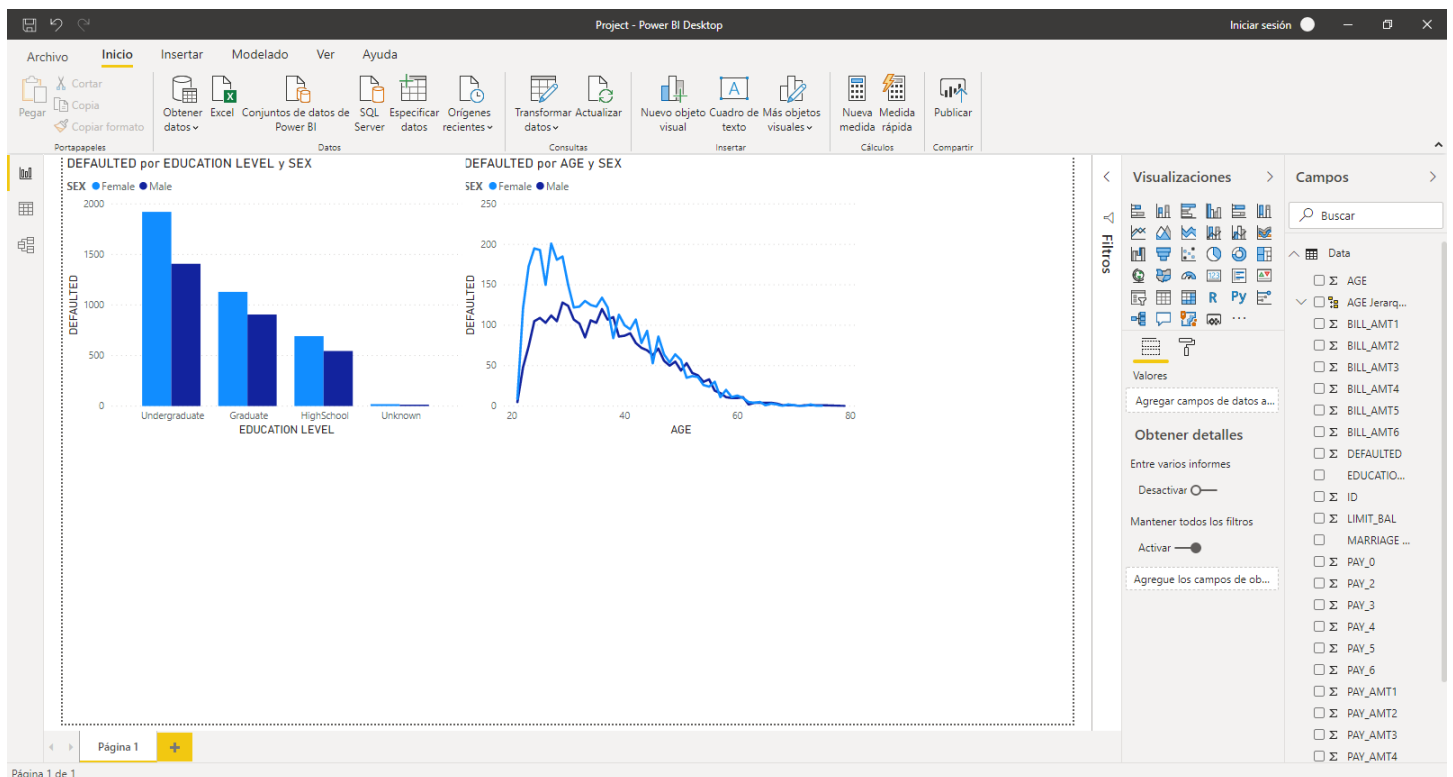 Project - Power BI Desktop
Iniciar sesión
Archivo
Inicio
Insertar
Modelado
Ver
Ayuda
Pegar
Cortar
Copia
Copiar formato
Portapapeles
Obtener datos
Excel
Conjuntos de datos de Power BI
SQL Server
Especificar datos
Orígenes recientes
Datos
Transformar datos
Actualizar
Consultas
Nuevo objeto visual
Cuadro de texto
Más objetos visuales
Insertar
Nueva medida
Medida rápida
Cálculos
Publicar
Compartir
DEFAULTED por EDUCATION LEVEL y SEX
SEX Female Male
2000
1500
1000
500
0
DEFAULTED
Undergraduate Graduate HighSchool Unknown
EDUCATION LEVEL
DEFAULTED por AGE y SEX
SEX Female Male
250
200
150
100
50
0
DEFAULTED
20 40 60 80
AGE
Filtros
Visualizaciones
R Py
123
Valores
Agregar campos de datos a...
Obtener detalles
Entre varios informes
Desactivar
Mantener todos los filtros
Activar
Agregue los campos de ob...
Campos
Buscar
Data
Σ AGE
AGE Jerarq...
Σ BILL_AMT1
Σ BILL_AMT2
Σ BILL_AMT3
Σ BILL_AMT4
Σ BILL_AMT5
Σ BILL_AMT6
Σ DEFAULTED
EDUCATIO...
Σ ID
Σ LIMIT_BAL
MARRIAGE ...
Σ PAY_0
Σ PAY_2
Σ PAY_3
Σ PAY_4
Σ PAY_5
Σ PAY_6
Σ PAY_AMT1
Σ PAY_AMT2
Σ PAY_AMT3
Σ PAY_AMT4
Página 1
Página 1 de 1